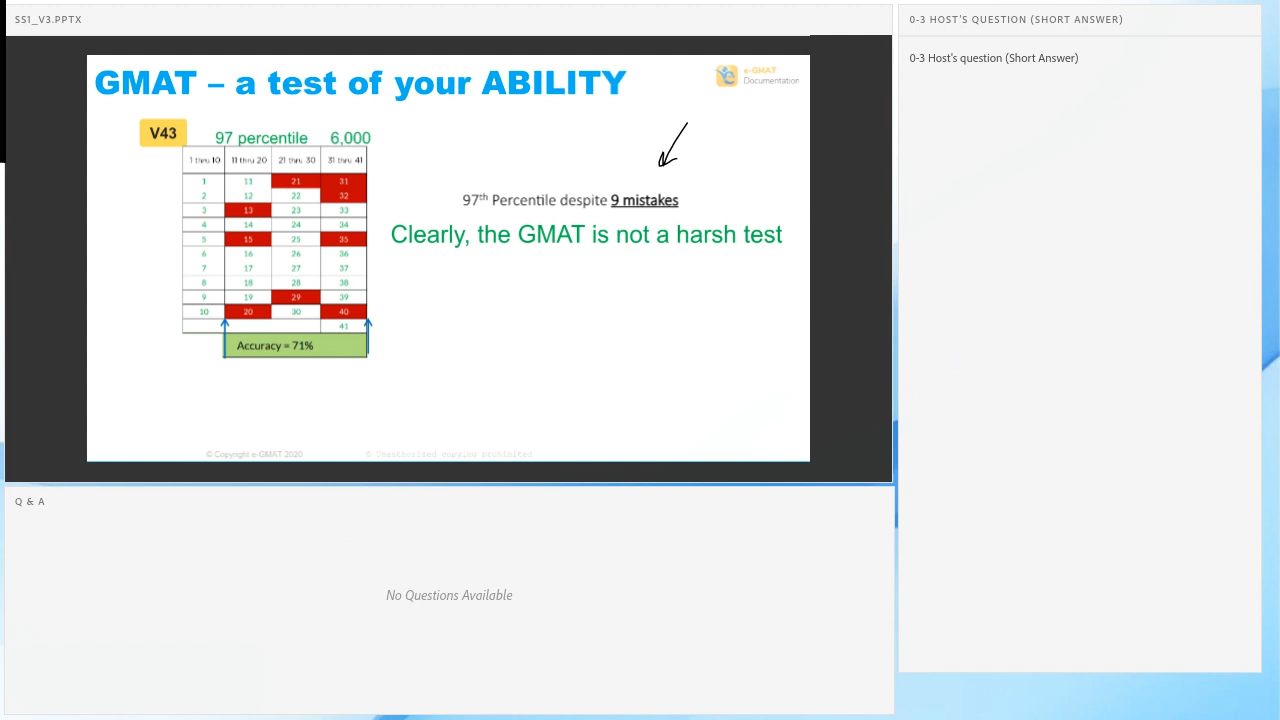 SS1_V3.PPTX
0-3 HOST'S QUESTION (SHORT ANSWER)
0-3 Host's question (Short Answer)
GMAT – a test of your ABILITY
e-GMAT
Documentation
V43 97 percentile 6,000
1 thru 10 11 thru 20 21 thru 30 31 thru 41
1 11 21 31
2 12 22 32
3 13 23 33
4 14 24 34
5 15 25 35
6 16 26 36
7 17 27 37
8 18 28 38
9 19 29 39
10 20 30 40
41
Accuracy = 71%
97th Percentile despite 9 mistakes
Clearly, the GMAT is not a harsh test
© Copyright e-GMAT 2020 © Unauthorized copying prohibited
Q & A
No Questions Available